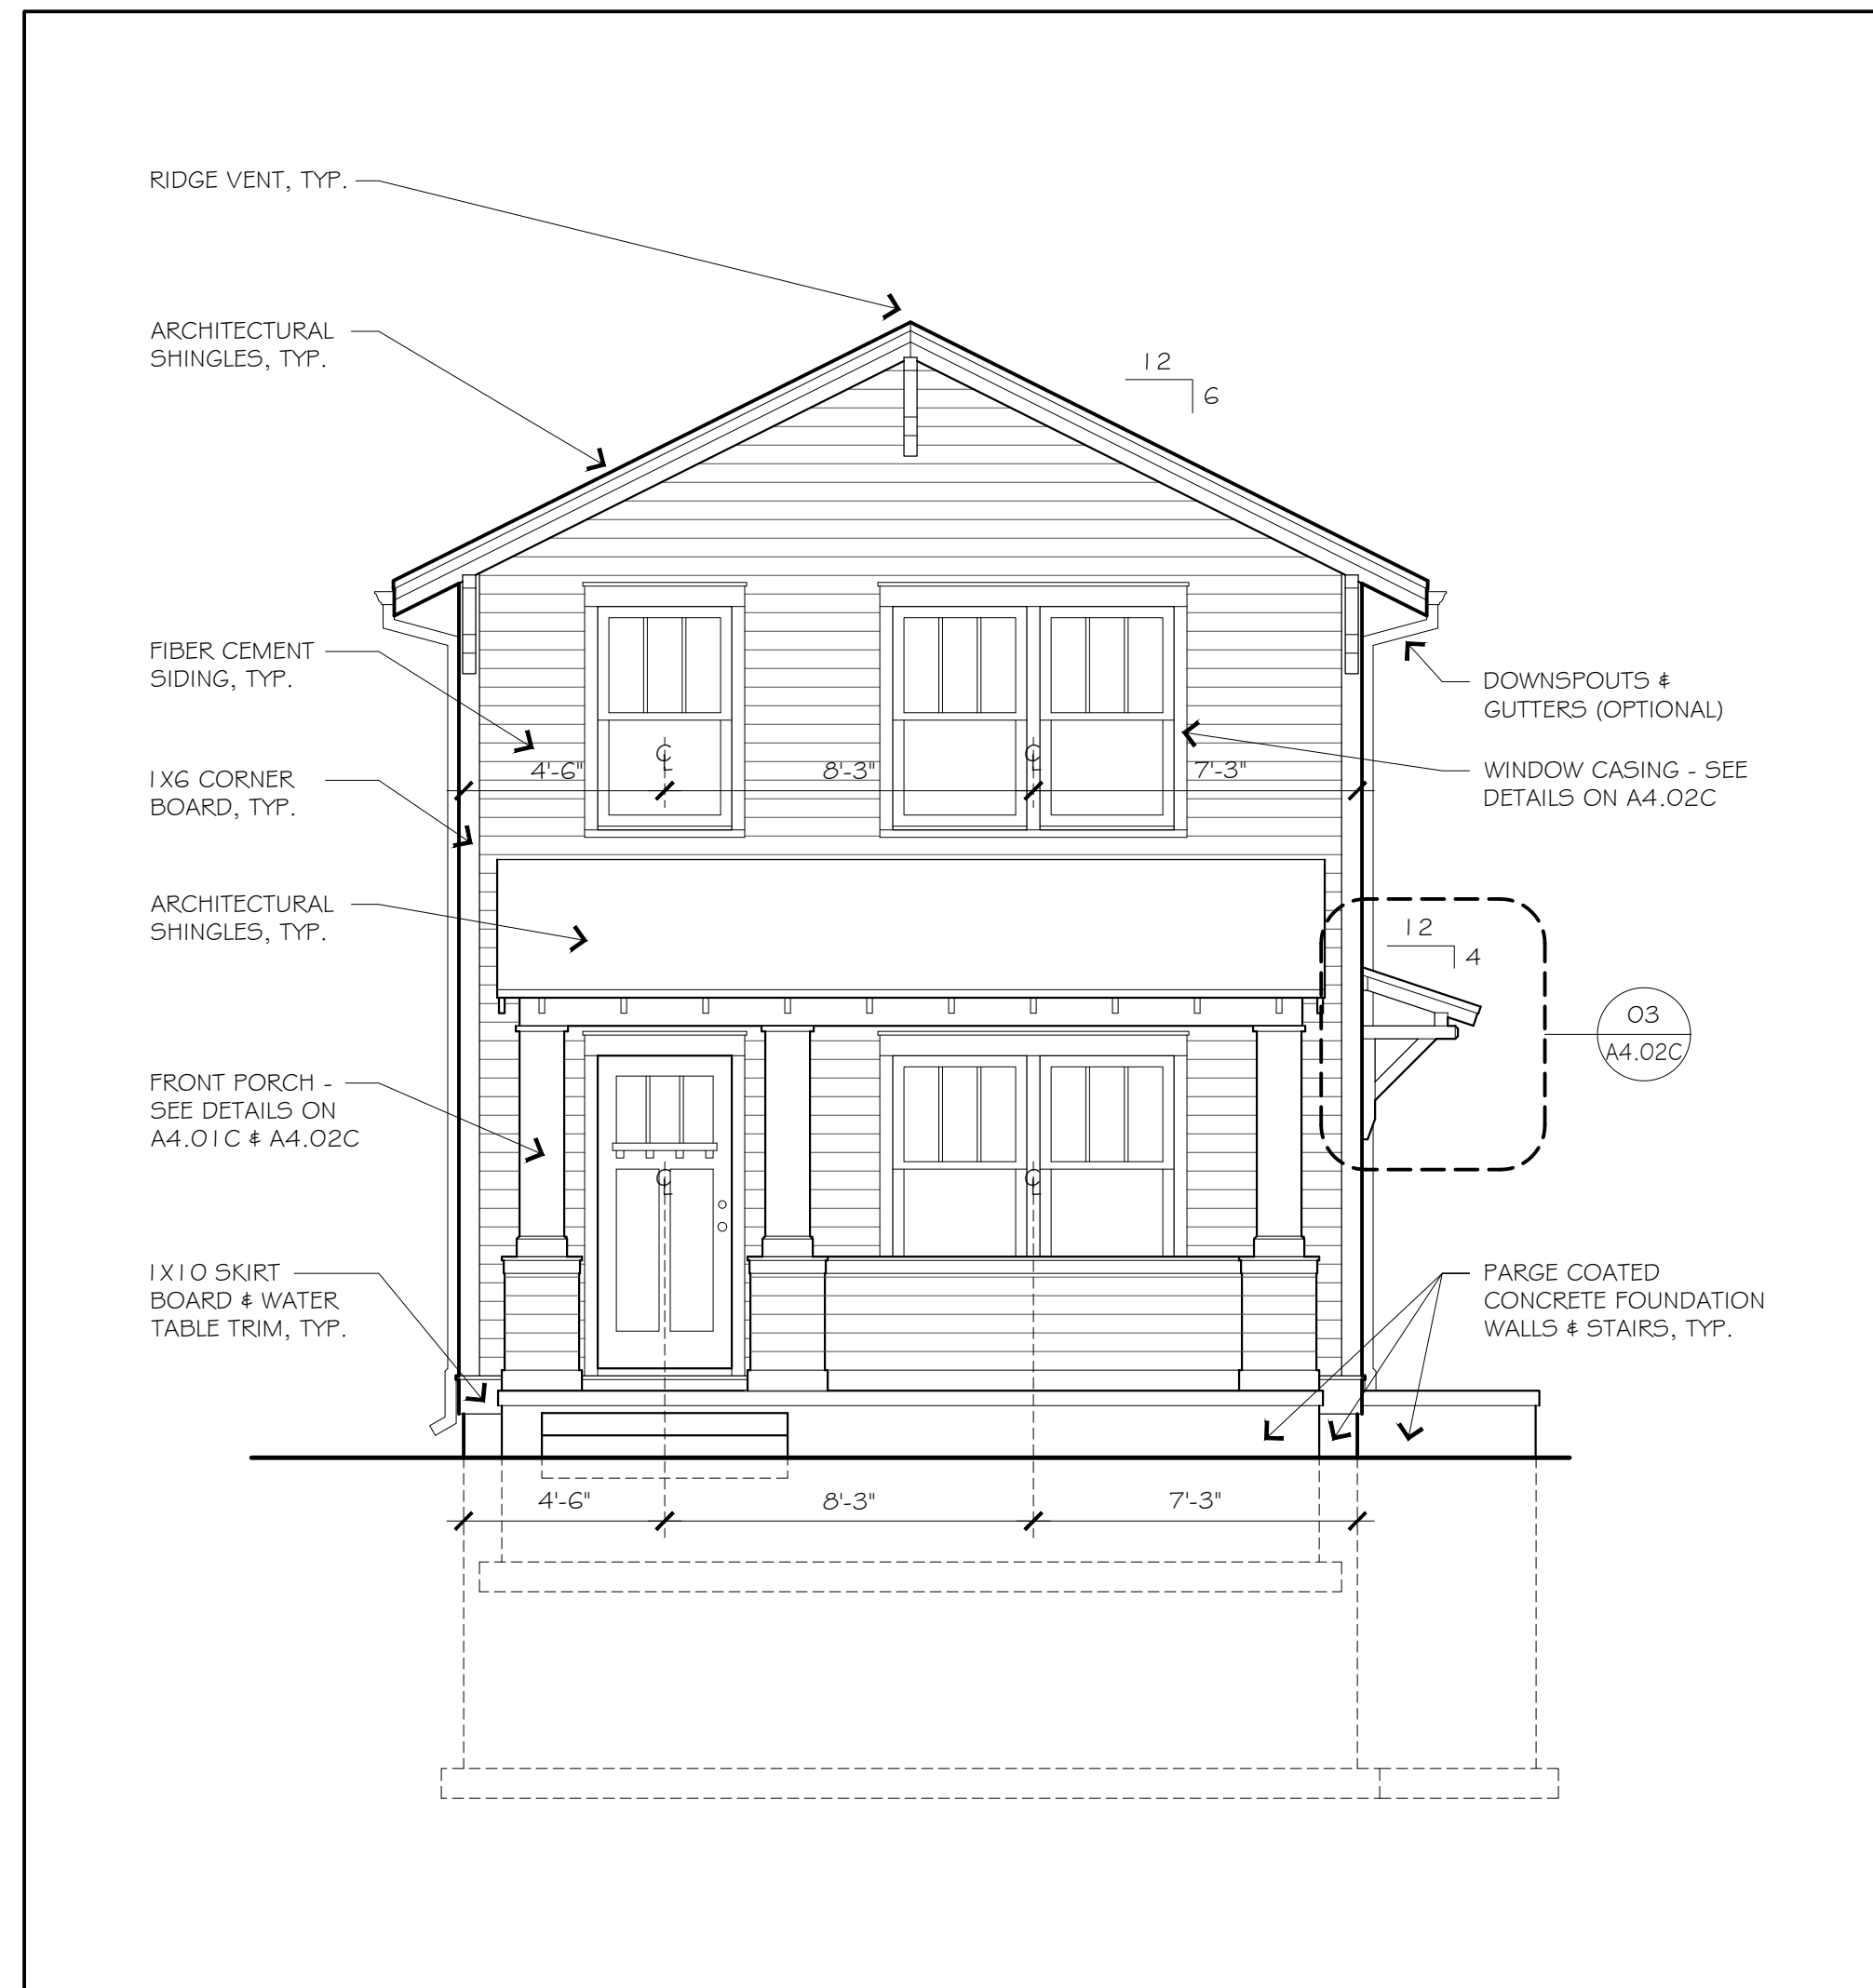 RIDGE VENT, TYP.
ARCHITECTURAL
SHINGLES, TYP.
12
6
FIBER CEMENT
SIDING, TYP.
DOWNSPOUTS &
GUTTERS (OPTIONAL)
1X6 CORNER
BOARD, TYP.
4'-6"
8'-3"
7'-3"
WINDOW CASING - SEE
DETAILS ON A4.02C
ARCHITECTURAL
SHINGLES, TYP.
12
4
03
A4.02C
FRONT PORCH -
SEE DETAILS ON
A4.01C & A4.02C
1X10 SKIRT
BOARD & WATER
TABLE TRIM, TYP.
PARGE COATED
CONCRETE FOUNDATION
WALLS & STAIRS, TYP.
4'-6"
8'-3"
7'-3"